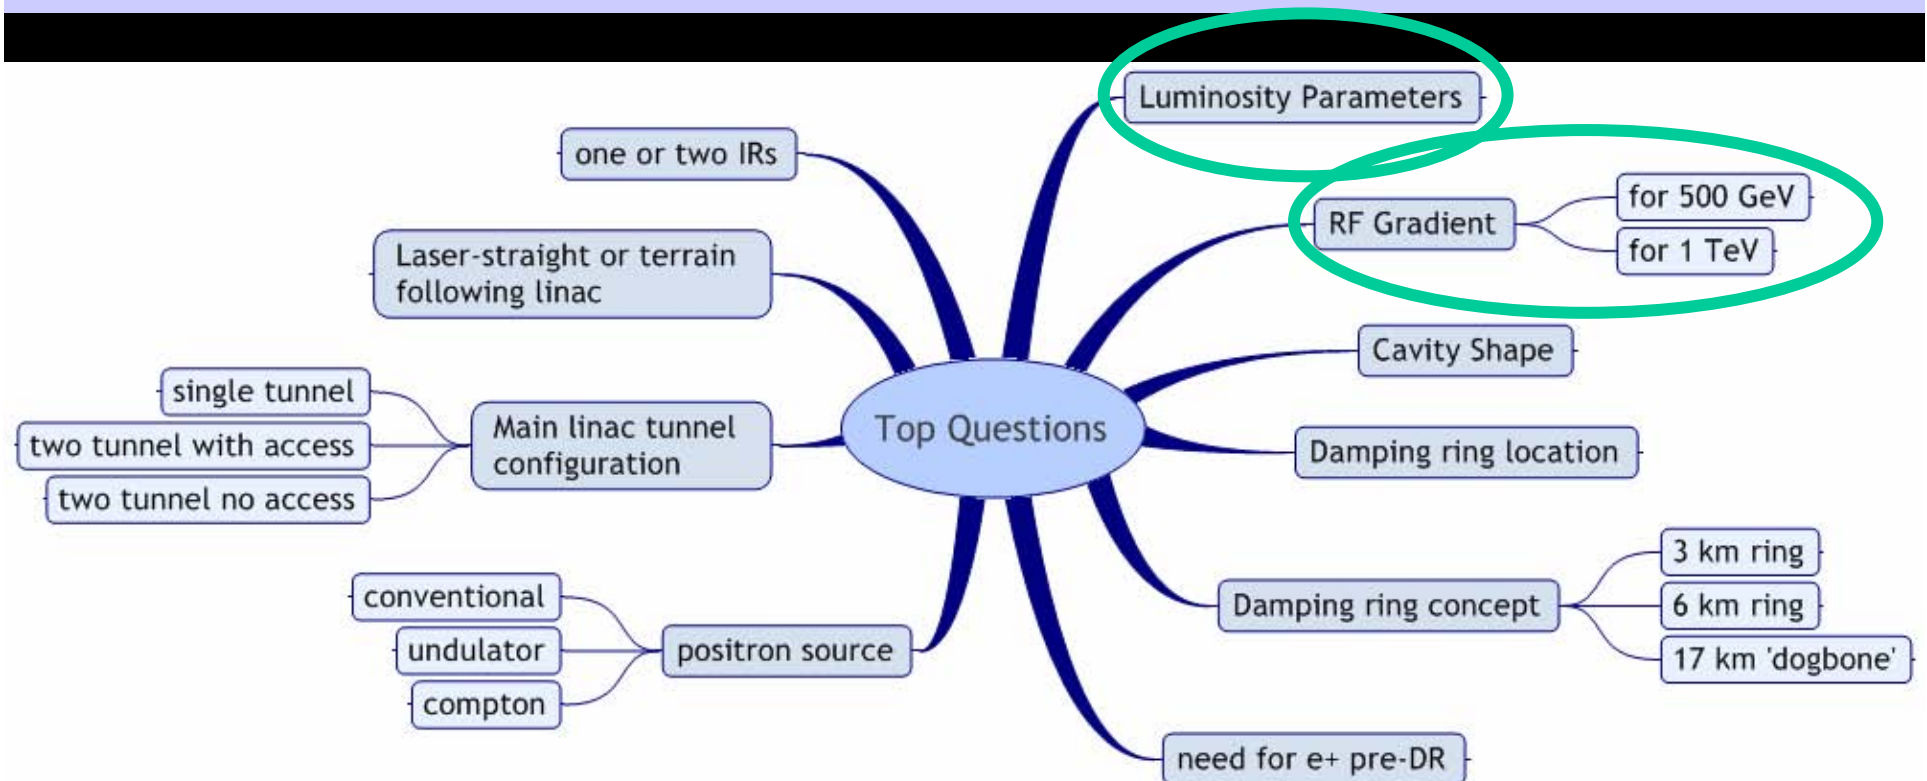 Luminosity Parameters
one or two IRs
for 500 GeV
RF Gradient
for 1 TeV
Laser-straight or terrain
following linac
Cavity Shape
single tunnel
two tunnel with access
two tunnel no access
Main linac tunnel
configuration
Top Questions
Damping ring location
3 km ring
Damping ring concept
6 km ring
17 km 'dogbone'
conventional
undulator
compton
positron source
need for e+ pre-DR